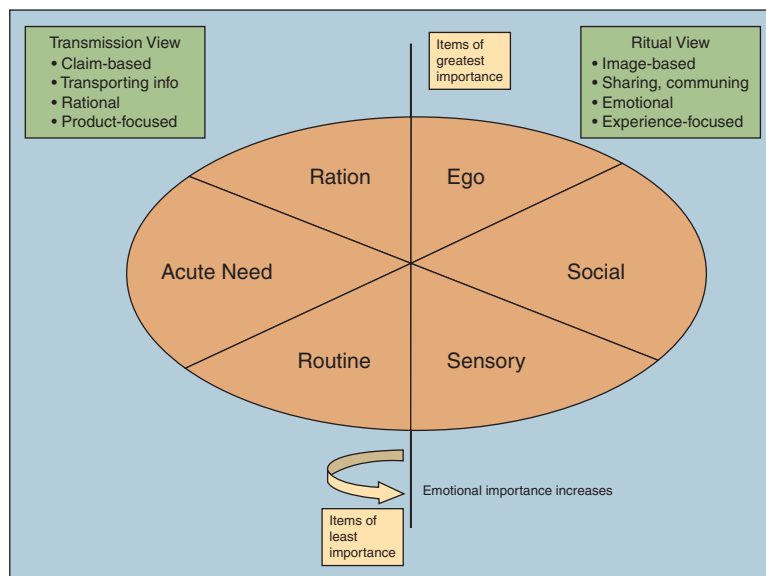 Transmission View
• Claim-based
• Transporting info
• Rational
• Product-focused
Items of
greatest
importance
Ritual View
• Image-based
• Sharing, communing
• Emotional
• Experience-focused
Ration
Ego
Acute Need
Social
Routine
Sensory
Emotional importance increases
Items of
least
importance